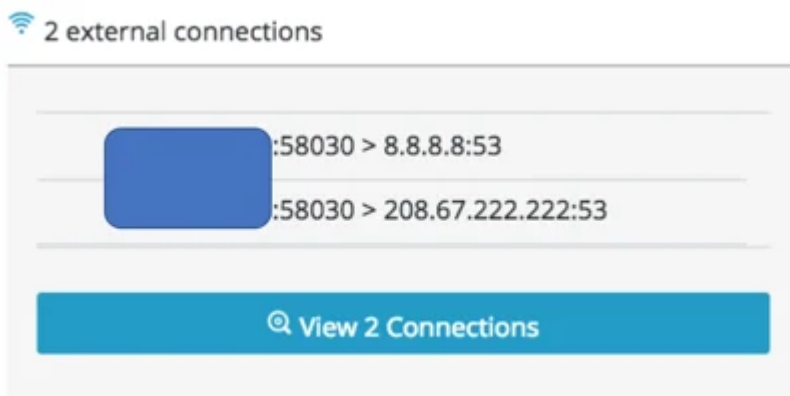 2 external connections
:58030 > 8.8.8.8:53
:58030 > 208.67.222.222:53
View 2 Connections